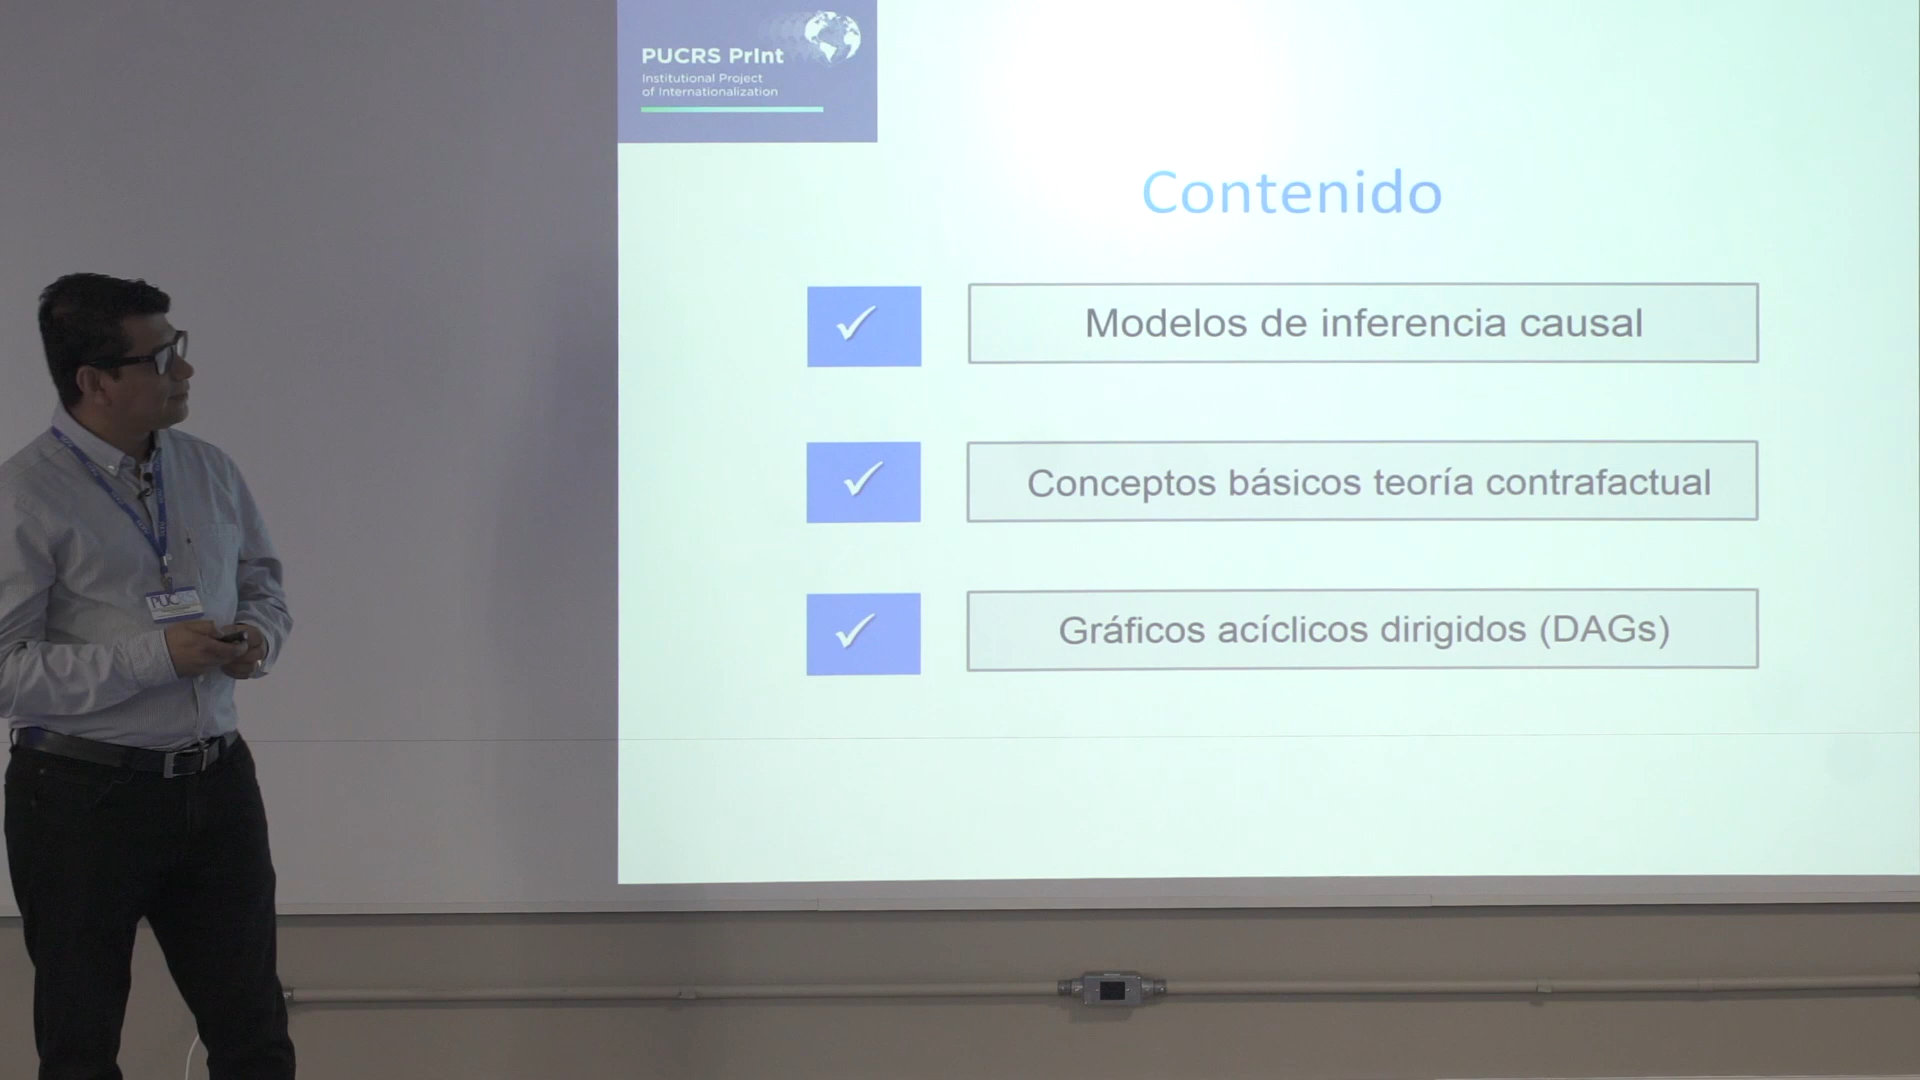 PUCRS PrInt
Institutional Project
of Internationalization
Contenido
Modelos de inferencia causal
Conceptos básicos teoría contrafactual
Gráficos acíclicos dirigidos (DAGs)
PUCRS